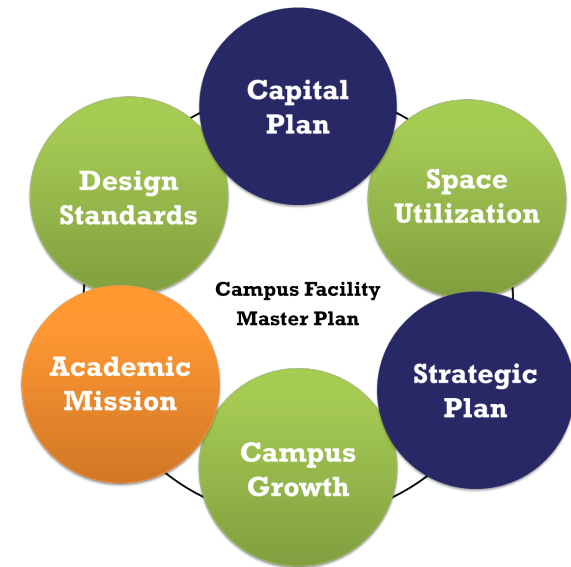 Capital
Plan
Design
Standards
Space
Utilization
Campus Facility
Master Plan
Academic
Mission
Strategic
Plan
Campus
Growth